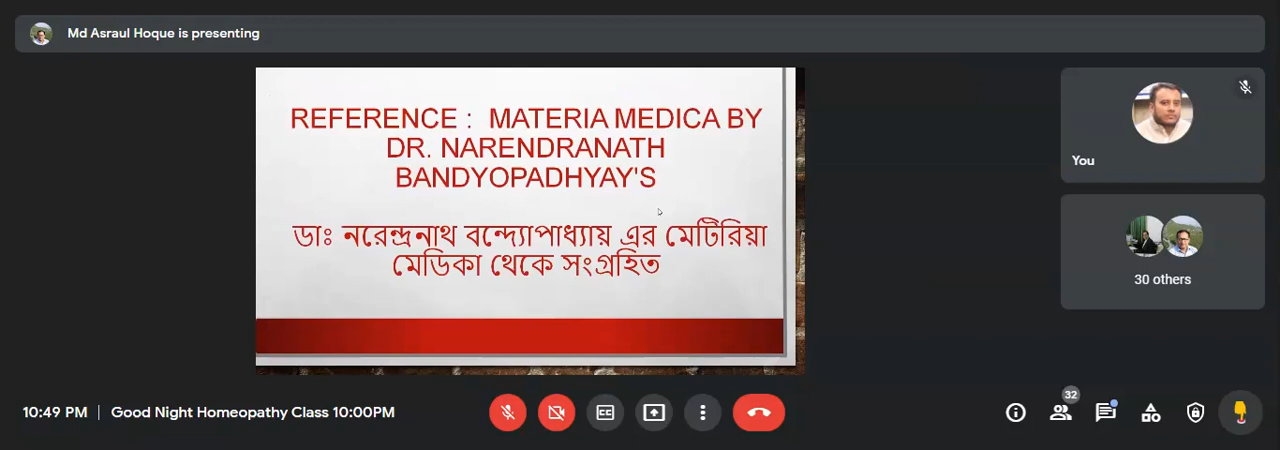 Md Asraul Hoque is presenting
REFERENCE :  MATERIA MEDICA BY
DR. NARENDRANATH
BANDYOPADHYAY'S
ডাঃ নরেন্দ্রনাথ বন্দ্যোপাধ্যায় এর মেটিরিয়া
মেডিকা থেকে সংগ্রহিত
You
30 others
10:49 PM | Good Night Homeopathy Class 10:00PM
32